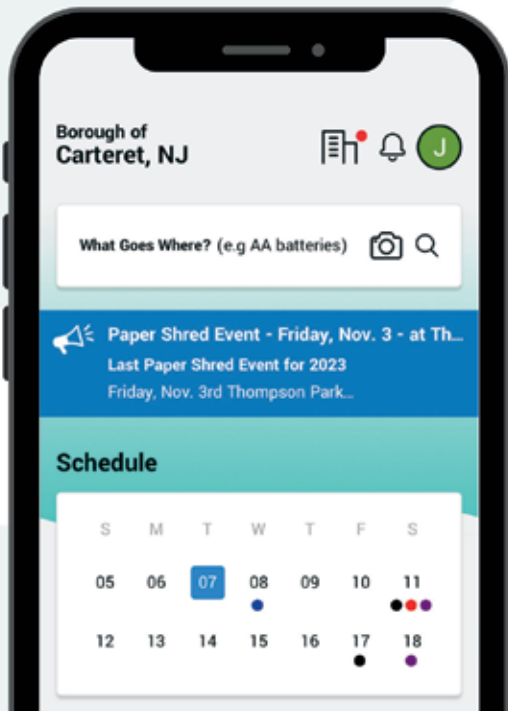 Borough of
Carteret, NJ
J
What Goes Where? (e.g AA batteries)
Paper Shred Event - Friday, Nov. 3 - at Th...
Last Paper Shred Event for 2023
Friday, Nov. 3rd Thompson Park...
Schedule
S M T W T F S
05 06 07 08 09 10 11
12 13 14 15 16 17 18